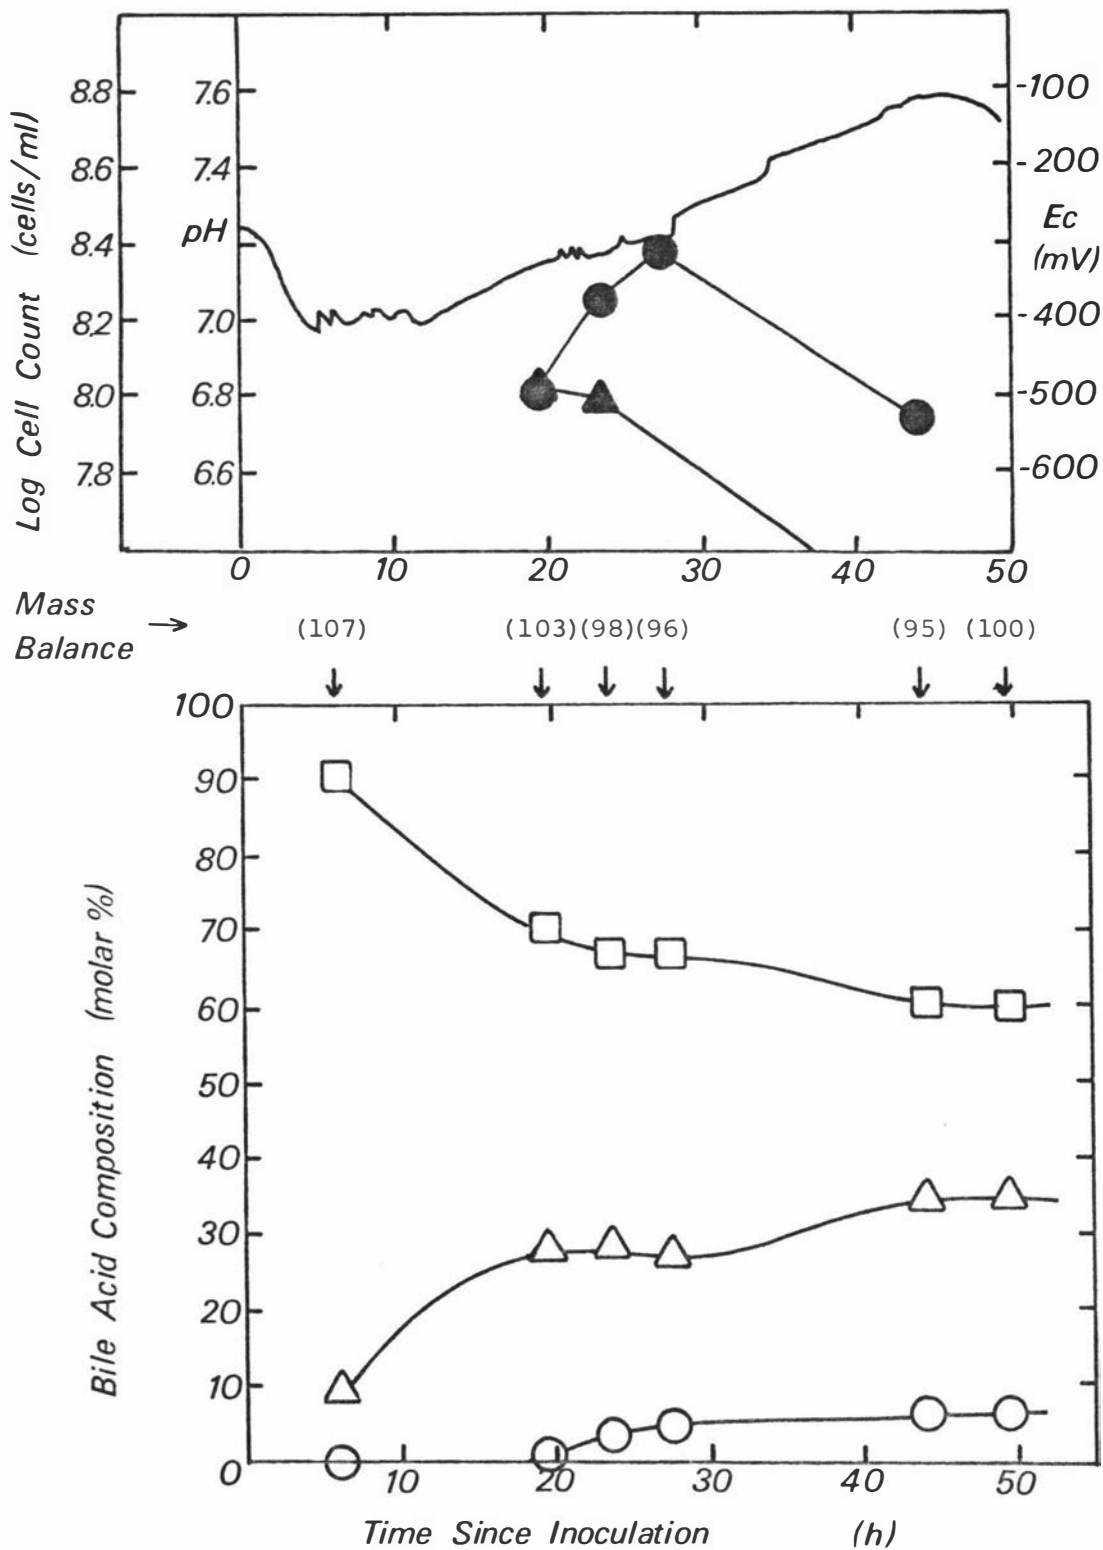 Log Cell Count (cells/ml)
8.8
8.6
8.4
8.2
8.0
7.8
7.6
7.4
pH
7.0
6.8
6.6
-100
-200
Ec
(mV)
-400
-500
-600
0 10 20 30 40 50
Mass
Balance →
(107) (103) (98) (96) (95) (100)
Bile Acid Composition (molar %)
100
90
80
70
60
50
40
30
20
10
0
10 20 30 40 50
Time Since Inoculation (h)